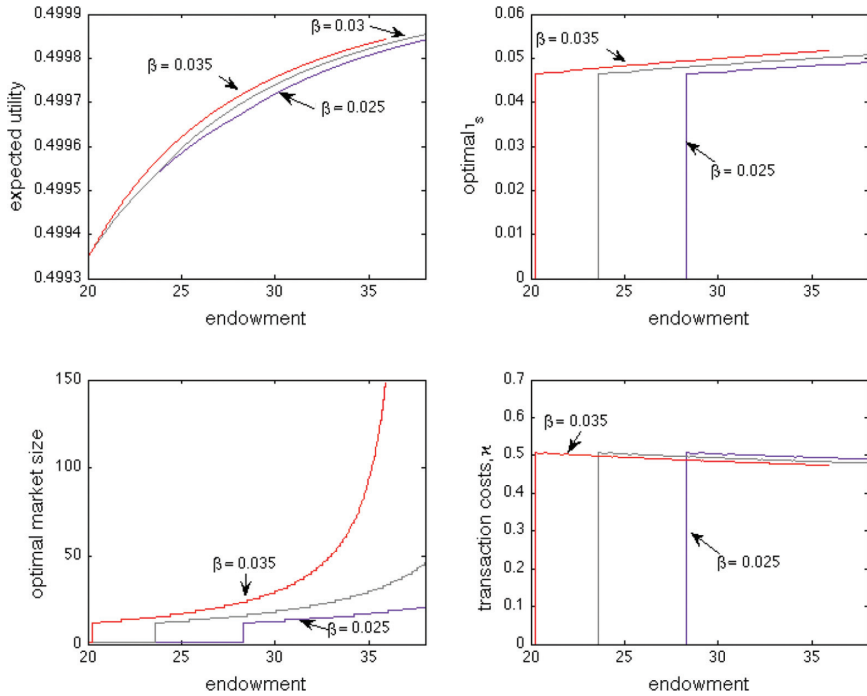 0.4999
0.4998
0.4997
0.4996
0.4995
0.4994
0.4993
expected utility
β = 0.03
β = 0.035
β = 0.025
20 25 30 35
endowment
0.06
0.05
0.04
0.03
0.02
0.01
0
optimal ı s
β = 0.035
β = 0.025
20 25 30 35
endowment
150
100
50
0
optimal market size
β = 0.035
β = 0.025
20 25 30 35
endowment
0.7
0.6
0.5
0.4
0.3
0.2
0.1
0
transaction costs, ϰ
β = 0.035
β = 0.025
20 25 30 35
endowment